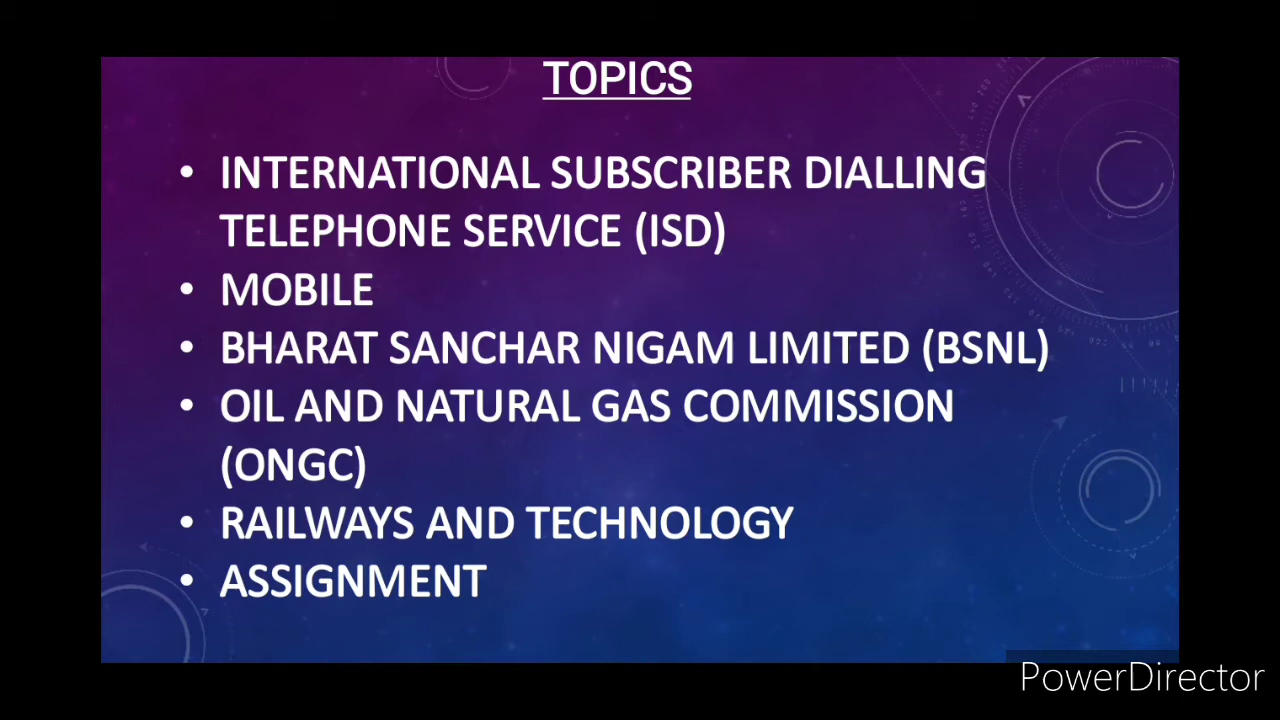 TOPICS
• INTERNATIONAL SUBSCRIBER DIALLING
TELEPHONE SERVICE (ISD)
• MOBILE
• BHARAT SANCHAR NIGAM LIMITED (BSNL)
• OIL AND NATURAL GAS COMMISSION
(ONGC)
• RAILWAYS AND TECHNOLOGY
• ASSIGNMENT
PowerDirector